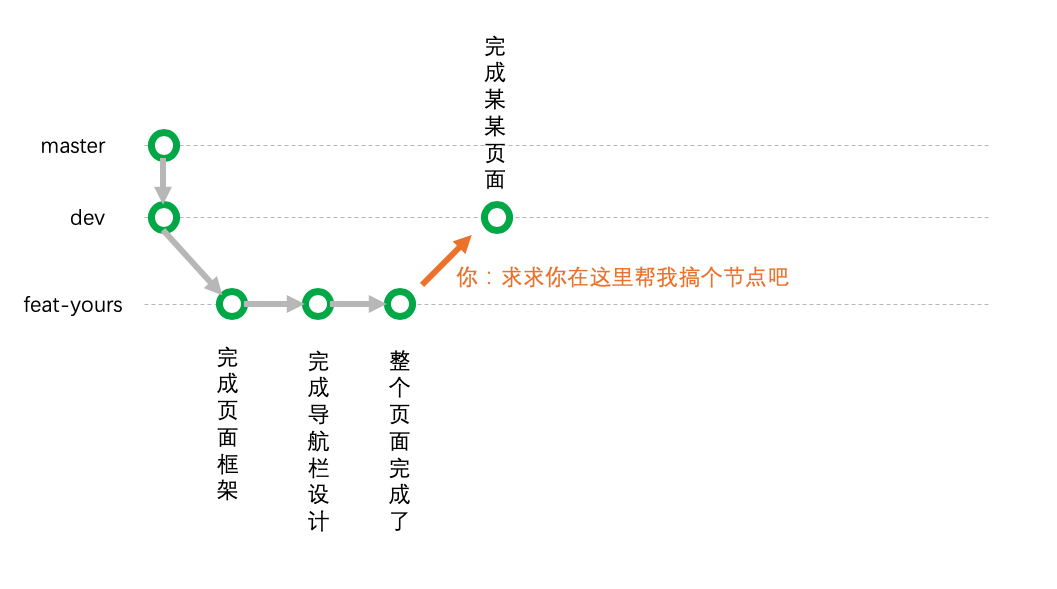 完成某某页面
master
dev
你：求求你在这里帮我搞个节点吧
feat-yours
完成页面框架
完成导航栏设计
整个页面完成了